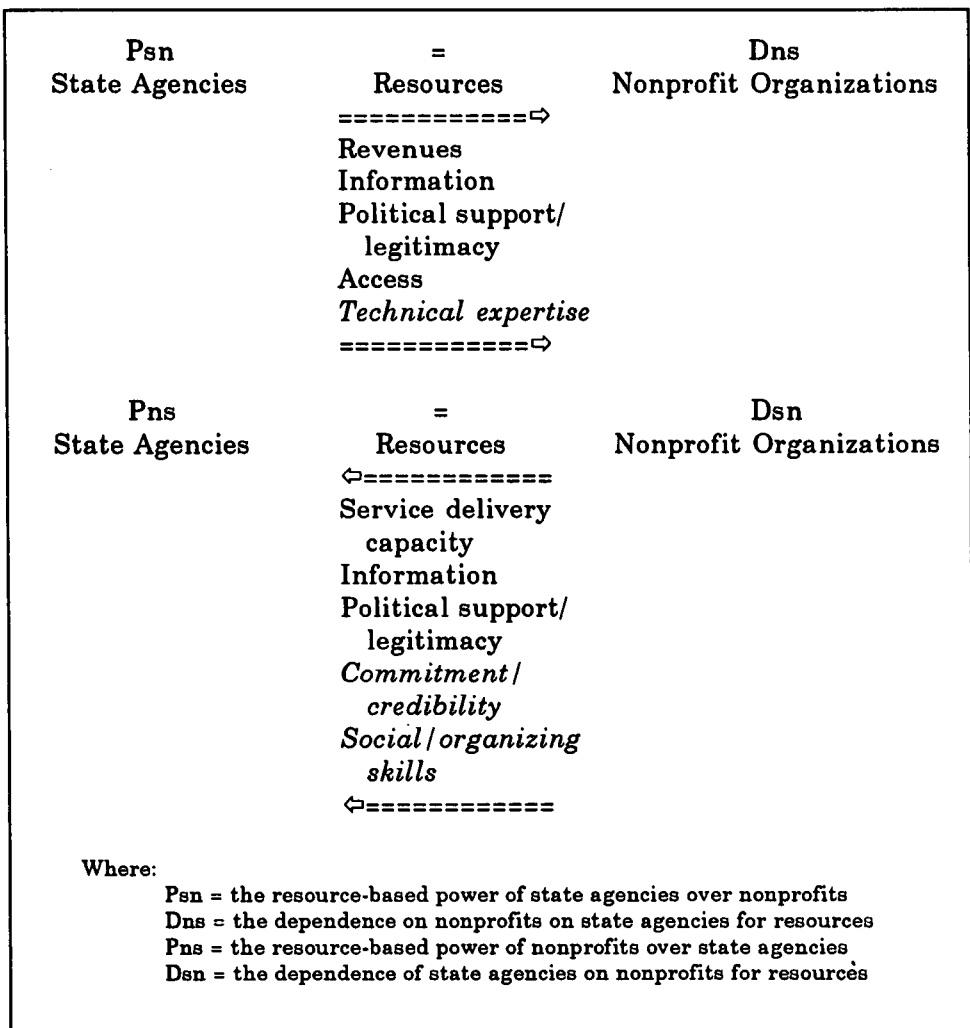 Psn = Dns
State Agencies Resources Nonprofit Organizations
============⇨
Revenues
Information
Political support/
legitimacy
Access
Technical expertise
============⇨
Pns = Dsn
State Agencies Resources Nonprofit Organizations
⇦============
Service delivery
capacity
Information
Political support/
legitimacy
Commitment/
credibility
Social/organizing
skills
⇦============
Where:
Psn = the resource-based power of state agencies over nonprofits
Dns = the dependence on nonprofits on state agencies for resources
Pns = the resource-based power of nonprofits over state agencies
Dsn = the dependence of state agencies on nonprofits for resources